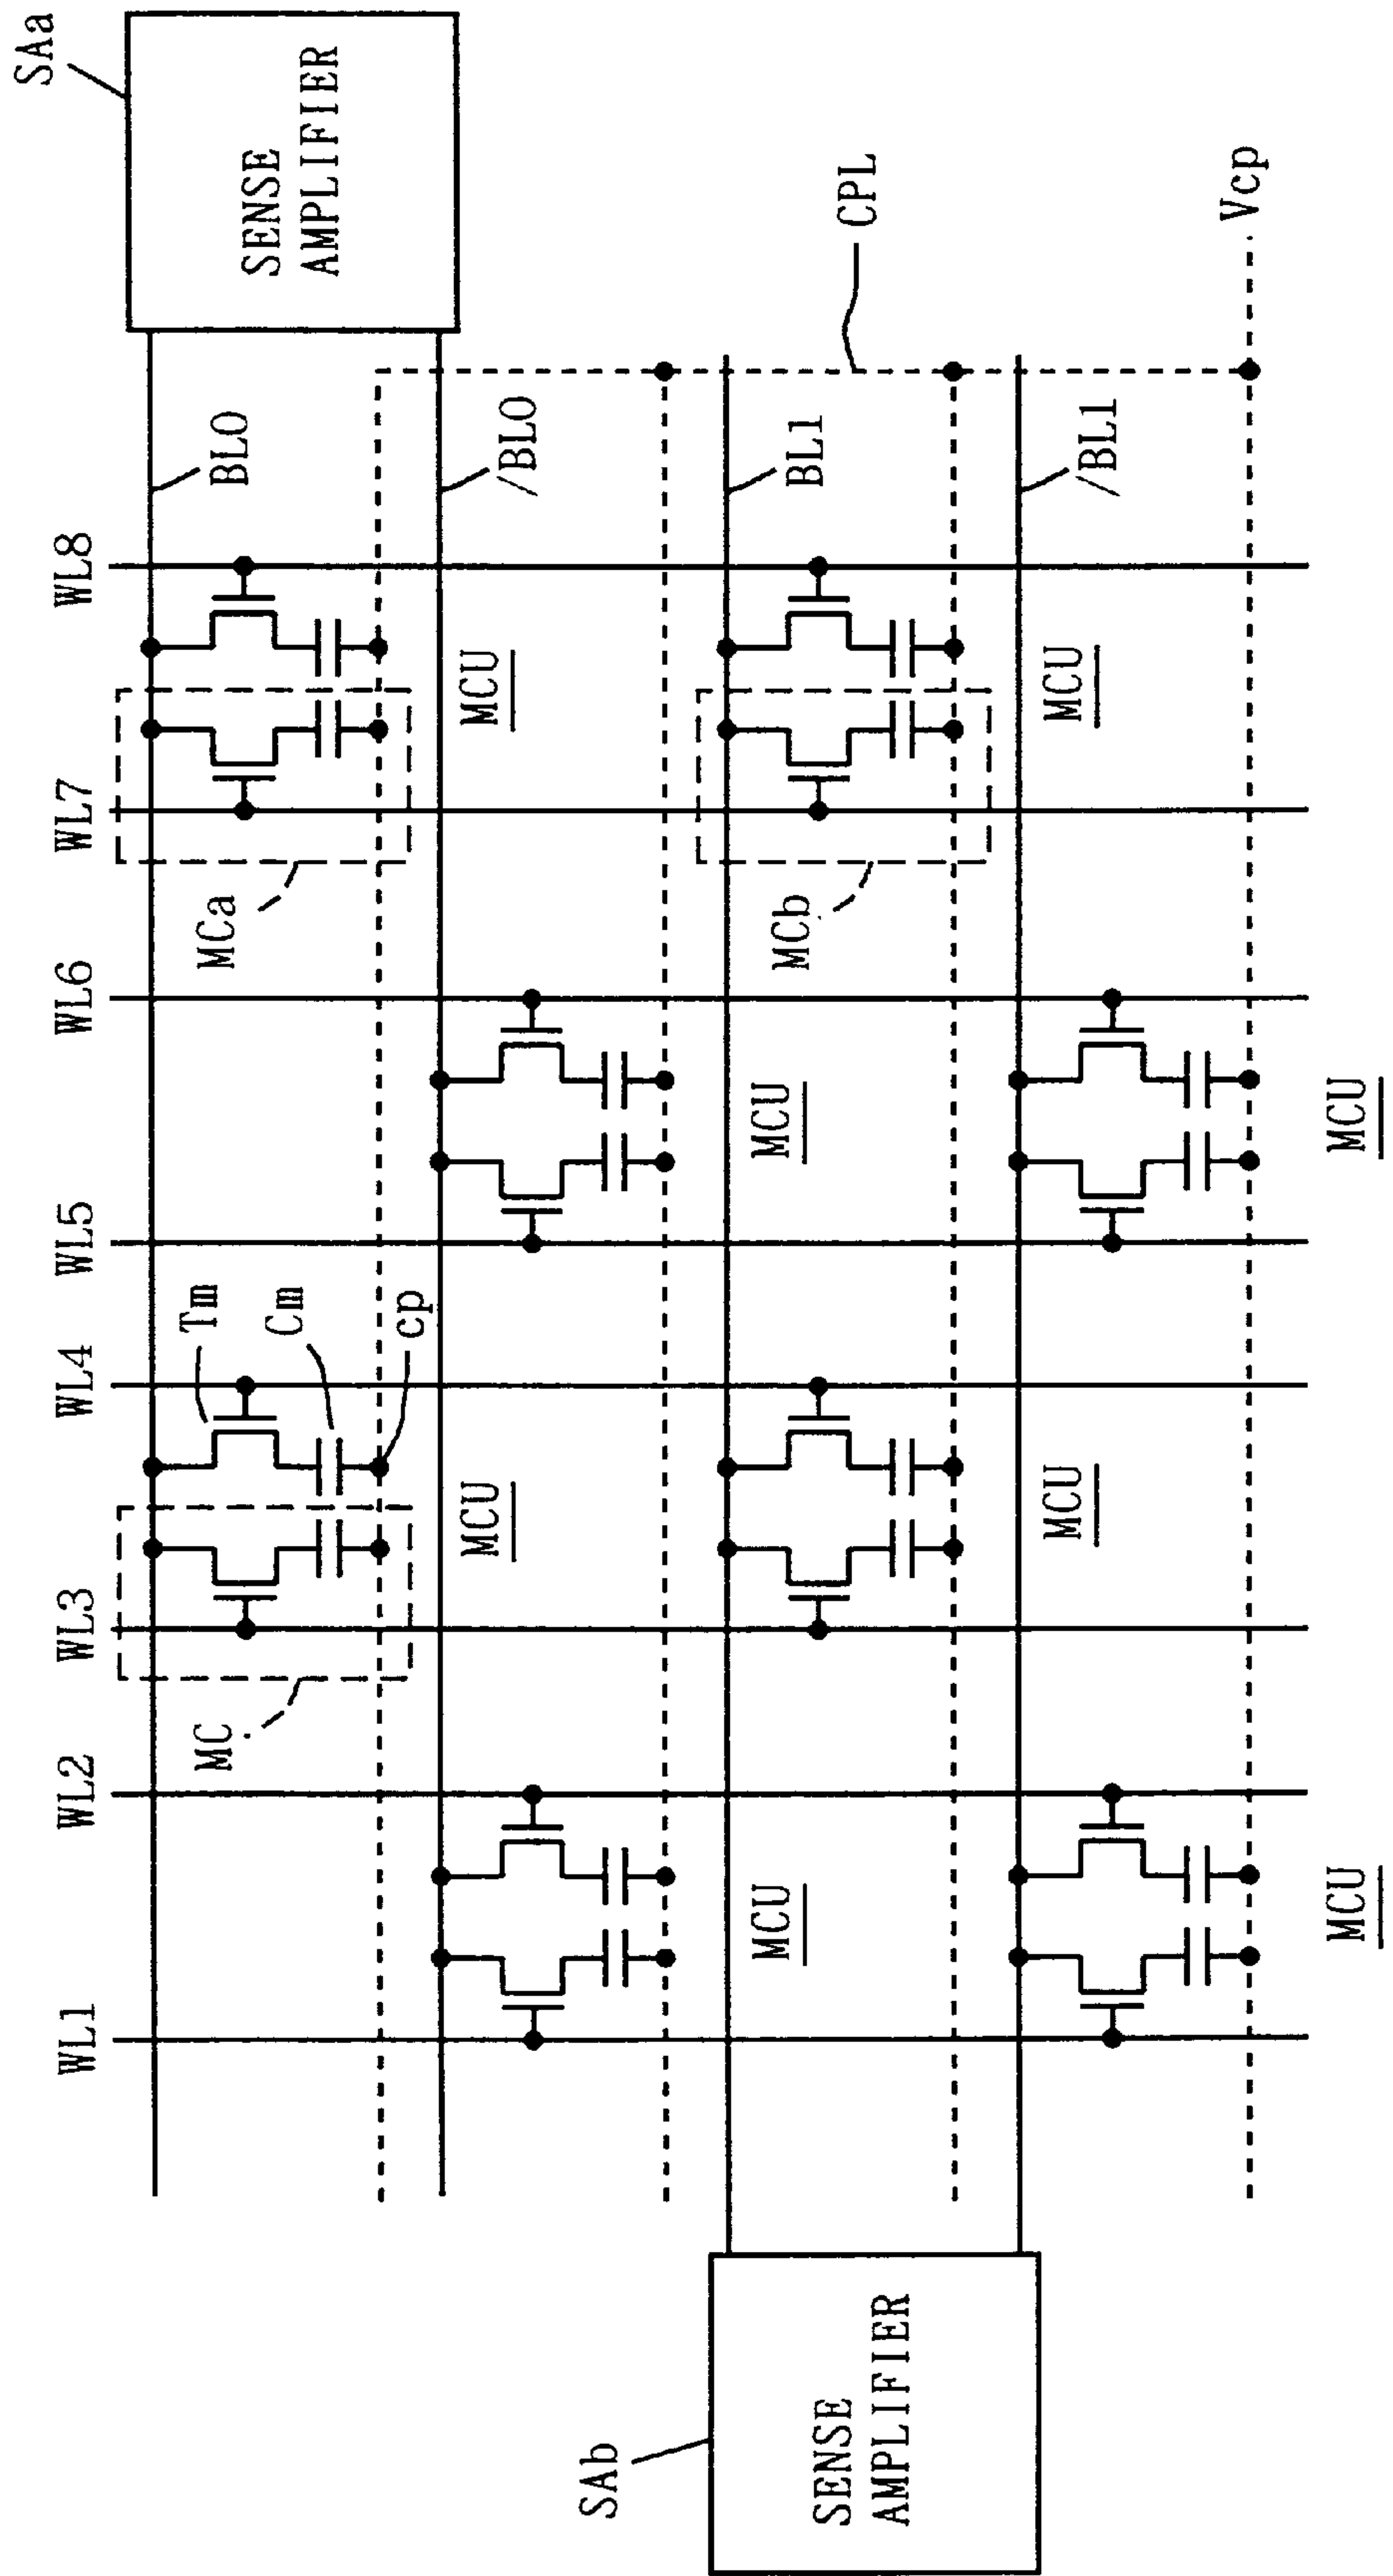 SAa
WL1 WL2 WL3 WL4 WL5 WL6 WL7 WL8
MC Tm MCa BL0
SENSE
AMPLIFIER
Cm
cp
MCU MCU /BL0
SAb
MCU MCU MCb BL1
SENSE
AMPLIFIER
CPL
MCU MCU /BL1
Vcp
MCU MCU